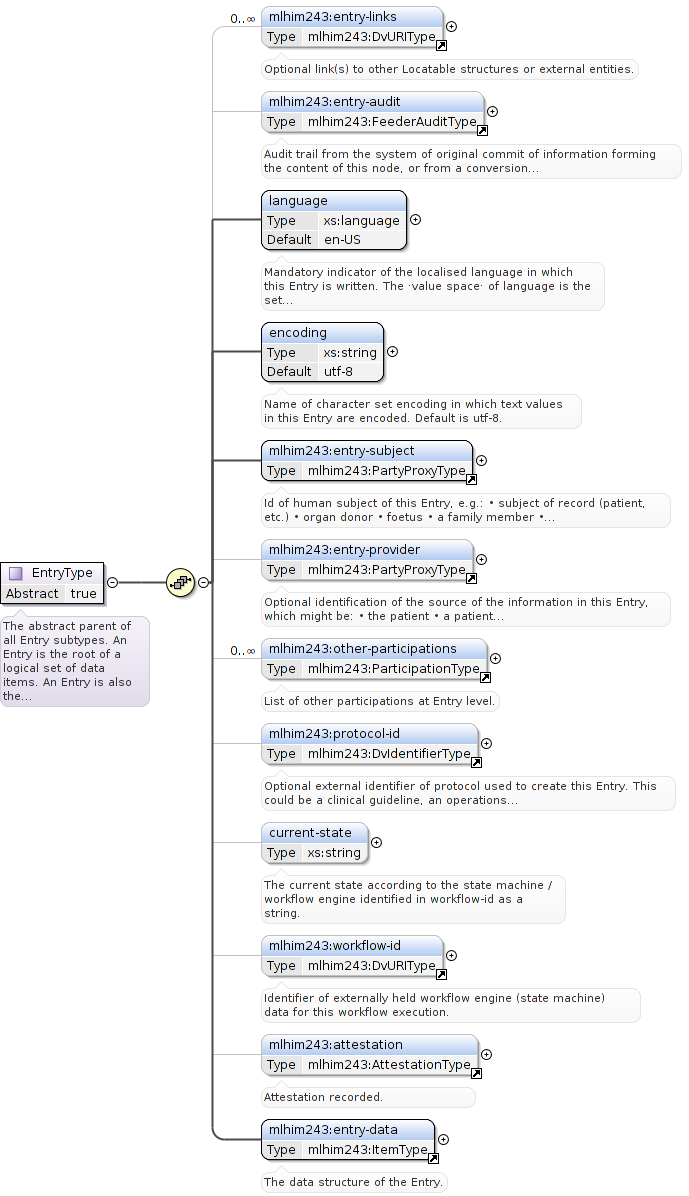 0..∞
mlhim243:entry-links
Type mlhim243:DvURIType
Optional link(s) to other Locatable structures or external entities.
mlhim243:entry-audit
Type mlhim243:FeederAuditType
Audit trail from the system of original commit of information forming
the content of this node, or from a conversion...
language
Type xs:language
Default en-US
Mandatory indicator of the localised language in which
this Entry is written. The ·value space· of language is the
set...
encoding
Type xs:string
Default utf-8
Name of character set encoding in which text values
in this Entry are encoded. Default is utf-8.
mlhim243:entry-subject
Type mlhim243:PartyProxyType
Id of human subject of this Entry, e.g.: • subject of record (patient,
etc.) • organ donor • foetus • a family member •...
mlhim243:entry-provider
Type mlhim243:PartyProxyType
EntryType
Abstract true
The abstract parent of
all Entry subtypes. An
Entry is the root of a
logical set of data
items. An Entry is also
the...
Optional identification of the source of the information in this Entry,
which might be: • the patient • a patient...
0..∞
mlhim243:other-participations
Type mlhim243:ParticipationType
List of other participations at Entry level.
mlhim243:protocol-id
Type mlhim243:DvIdentifierType
Optional external identifier of protocol used to create this Entry. This
could be a clinical guideline, an operations...
current-state
Type xs:string
The current state according to the state machine /
workflow engine identified in workflow-id as a
string.
mlhim243:workflow-id
Type mlhim243:DvURIType
Identifier of externally held workflow engine (state machine)
data for this workflow execution.
mlhim243:attestation
Type mlhim243:AttestationType
Attestation recorded.
mlhim243:entry-data
Type mlhim243:ItemType
The data structure of the Entry.